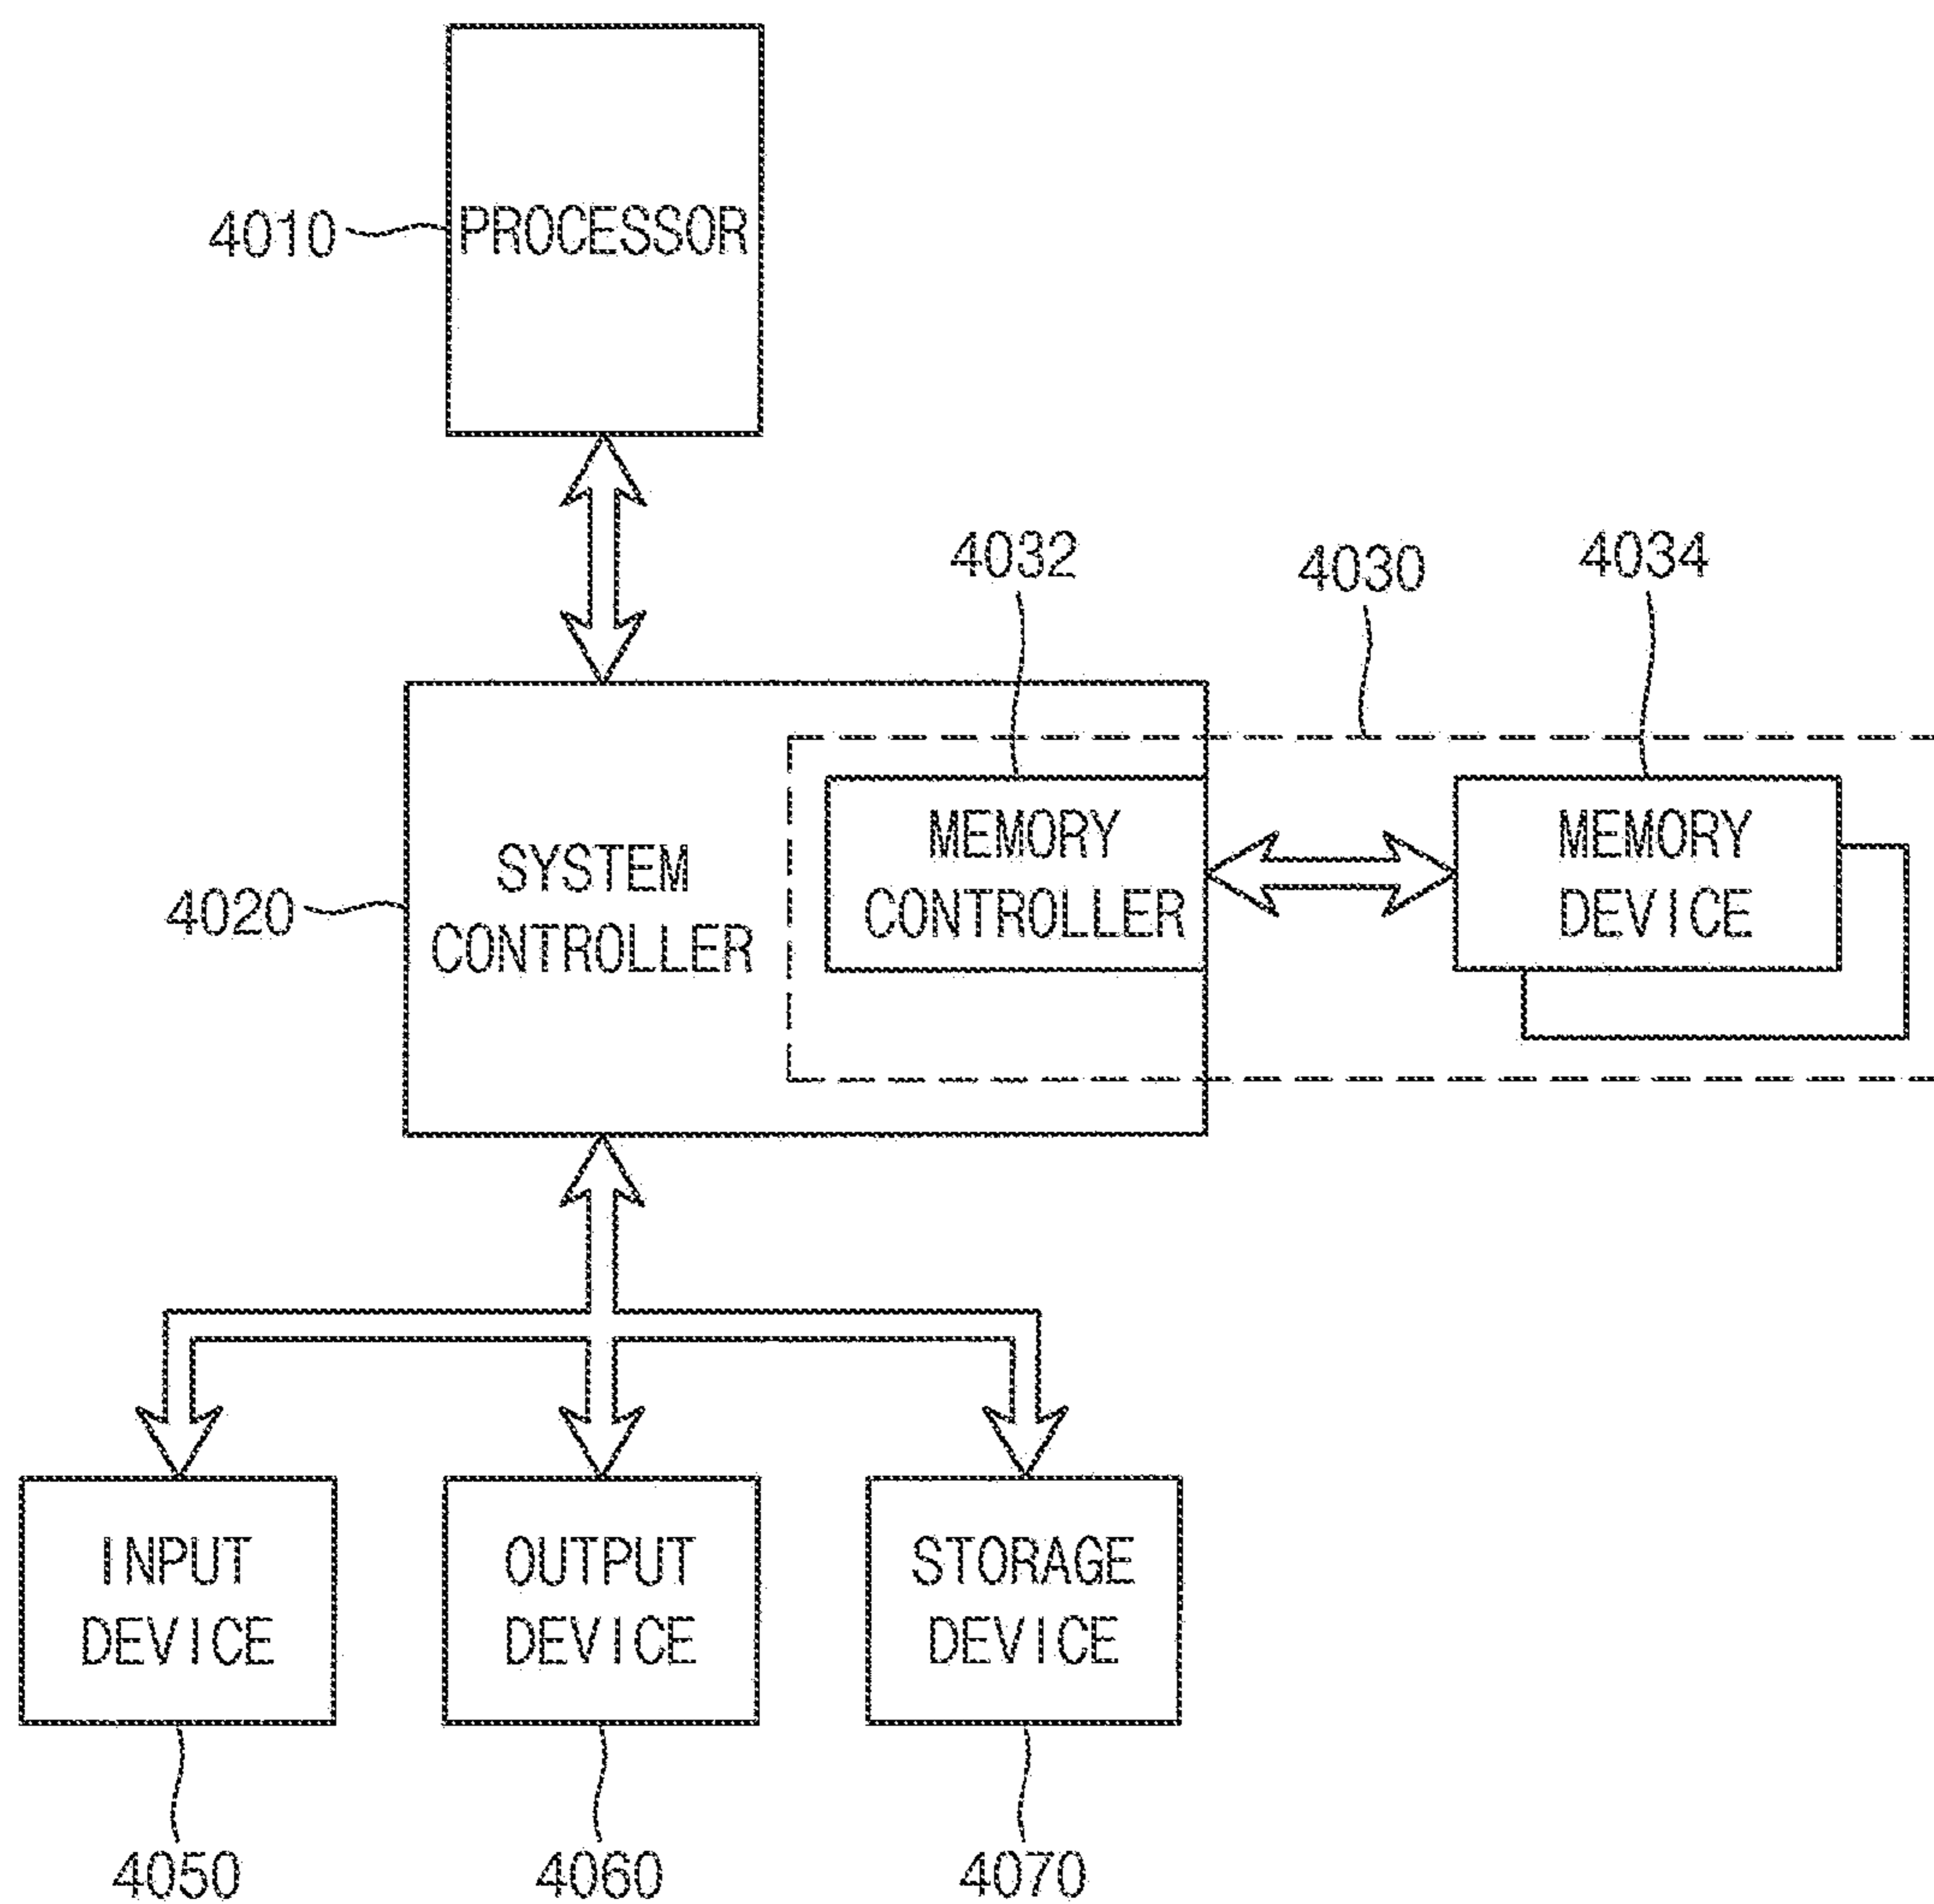 4010
PROCESSOR
4032
4030
4034
4020
SYSTEM
CONTROLLER
MEMORY
CONTROLLER
MEMORY
DEVICE
INPUT
DEVICE
OUTPUT
DEVICE
STORAGE
DEVICE
4050
4060
4070